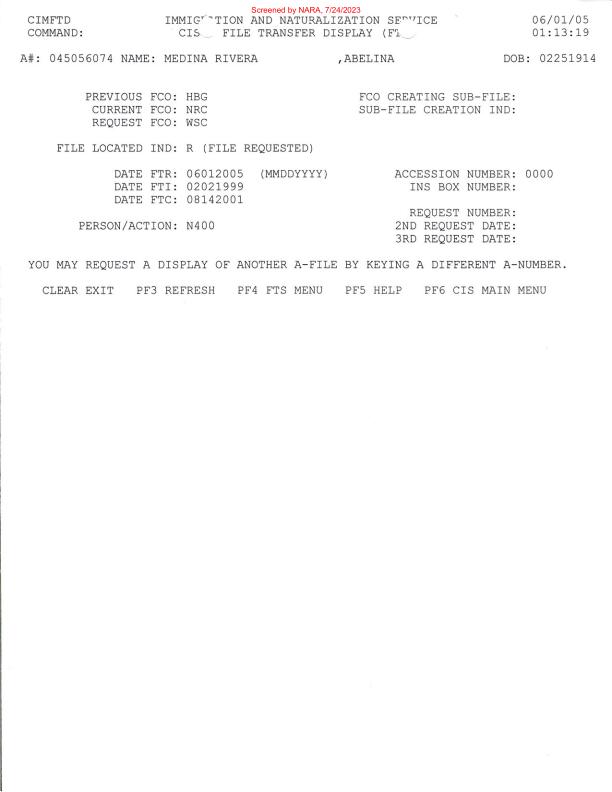 Screened by NARA, 7/24/2023
CIMFTD IMMIG TION AND NATURALIZATION SE ICE 06/01/05
COMMAND: CIS FILE TRANSFER DISPLAY (FT 01:13:19
A#: 045056074 NAME: MEDINA RIVERA ,ABELINA DOB: 02251914
PREVIOUS FCO: HBG FCO CREATING SUB-FILE:
CURRENT FCO: NRC SUB-FILE CREATION IND:
REQUEST FCO: WSC
FILE LOCATED IND: R (FILE REQUESTED)
DATE FTR: 06012005 (MMDDYYYY) ACCESSION NUMBER: 0000
DATE FTI: 02021999 INS BOX NUMBER:
DATE FTC: 08142001
REQUEST NUMBER:
PERSON/ACTION: N400 2ND REQUEST DATE:
3RD REQUEST DATE:
YOU MAY REQUEST A DISPLAY OF ANOTHER A-FILE BY KEYING A DIFFERENT A-NUMBER.
CLEAR EXIT PF3 REFRESH PF4 FTS MENU PF5 HELP PF6 CIS MAIN MENU